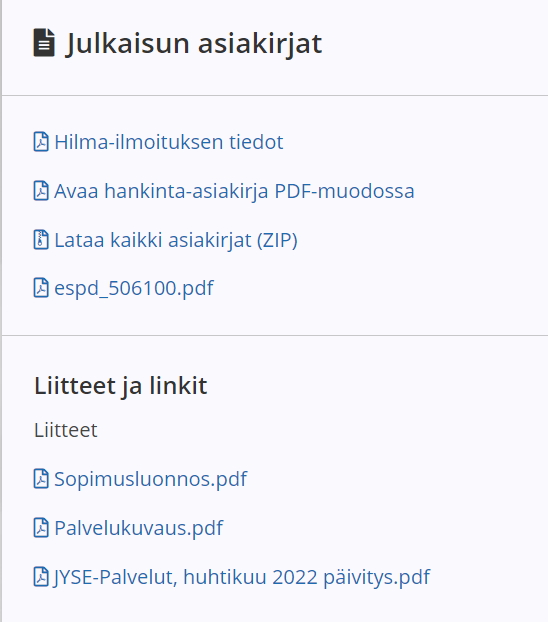 Julkaisun asiakirjat
Hilma-ilmoituksen tiedot
Avaa hankinta-asiakirja PDF-muodossa
Lataa kaikki asiakirjat (ZIP)
espd_506100.pdf
Liitteet ja linkit
Liitteet
Sopimusluonnos.pdf
Palvelukuvaus.pdf
JYSE-Palvelut, huhtikuu 2022 päivitys.pdf